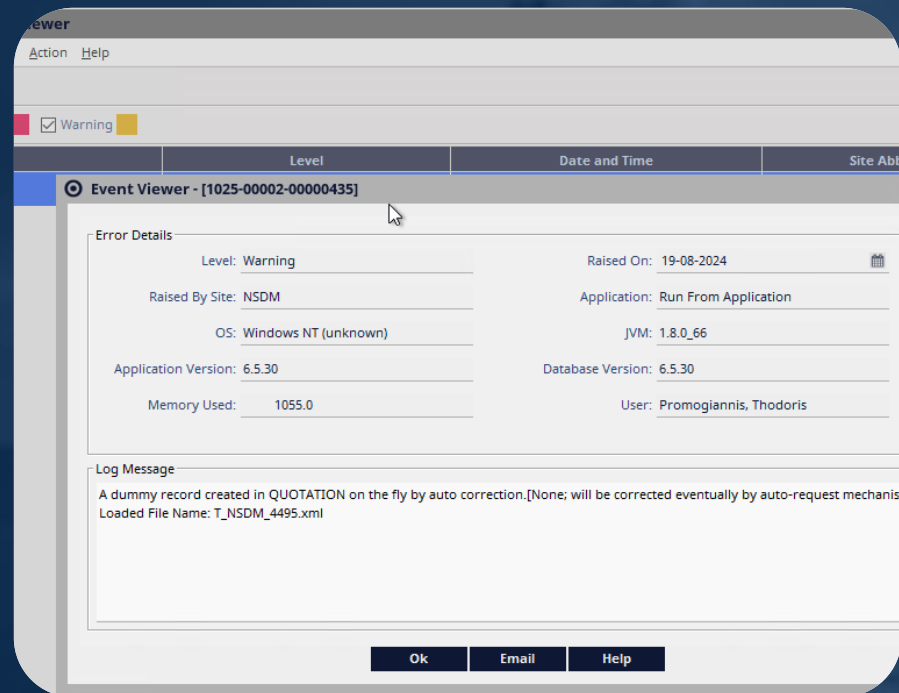 Action Help
Warning
Level Date and Time Site
Event Viewer - [1025-00002-00000435]
Error Details
Level: Warning Raised On: 19-08-2024
Raised By Site: NSDM Application: Run From Application
OS: Windows NT (unknown) JVM: 1.8.0_66
Application Version: 6.5.30 Database Version: 6.5.30
Memory Used: 1055.0 User: Promogiannis, Thodoris
Log Message
A dummy record created in QUOTATION on the fly by auto correction.[None; will be corrected eventually by auto-request
Loaded File Name: T_NSDM_4495.xml
Ok Email Help